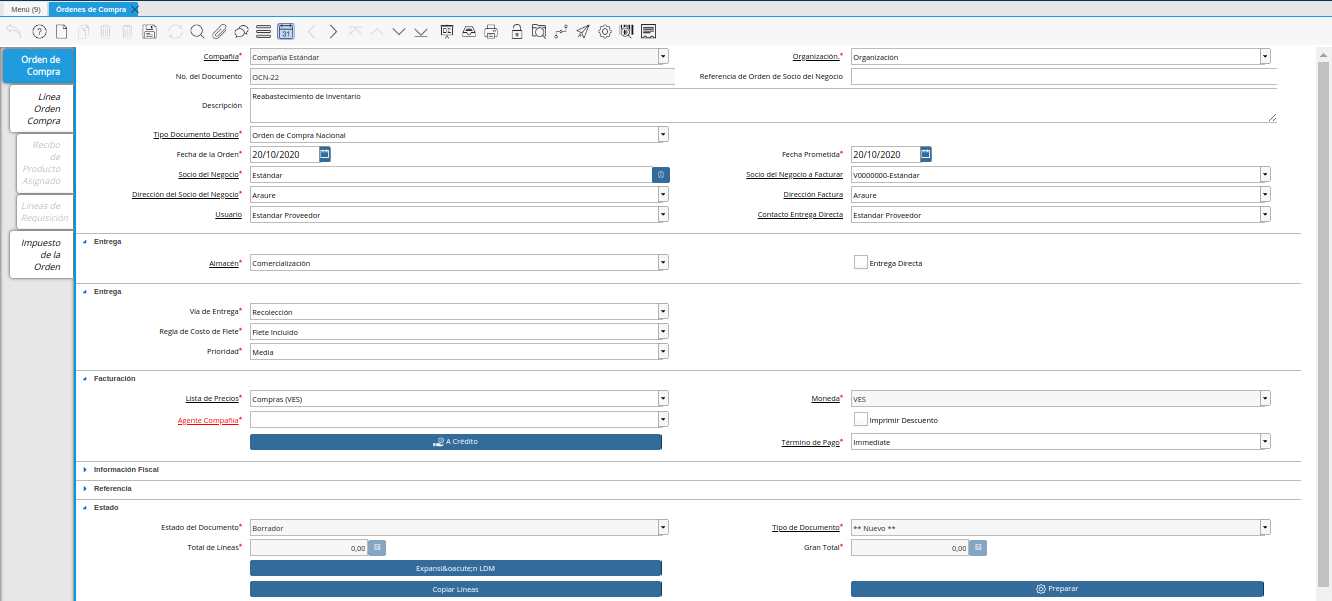 Menú (9) Órdenes de Compra
31
Orden de
Compra
Línea
Orden
Compra
Recibo
de
Producto
Asignado
Líneas de
Requisición
Impuesto
de la
Orden
Compañía* Compañía Estándar Organización.* Organización
No. del Documento OCN-22 Referencia de Orden de Socio del Negocio
Descripción Reabastecimiento de Inventario
Tipo Documento Destino* Orden de Compra Nacional
Fecha de la Orden* 20/10/2020 Fecha Prometida* 20/10/2020
Socio del Negocio* Estándar Socio del Negocio a Facturar V0000000-Estándar
Dirección del Socio del Negocio* Araure Dirección Factura Araure
Usuario Estandar Proveedor Contacto Entrega Directa Estandar Proveedor
Entrega
Almacén* Comercialización Entrega Directa
Entrega
Vía de Entrega* Recolección
Regla de Costo de Flete* Flete Incluido
Prioridad* Media
Facturación
Lista de Precios* Compras (VES) Moneda* VES
Agente Compañía* Imprimir Descuento
A Crédito Término de Pago* Immediate
Información Fiscal
Referencia
Estado
Estado del Documento* Borrador Tipo de Documento* ** Nuevo **
Total de Líneas* 0,00 Gran Total* 0,00
Expansi&oacute;n LDM
Copiar Líneas Preparar